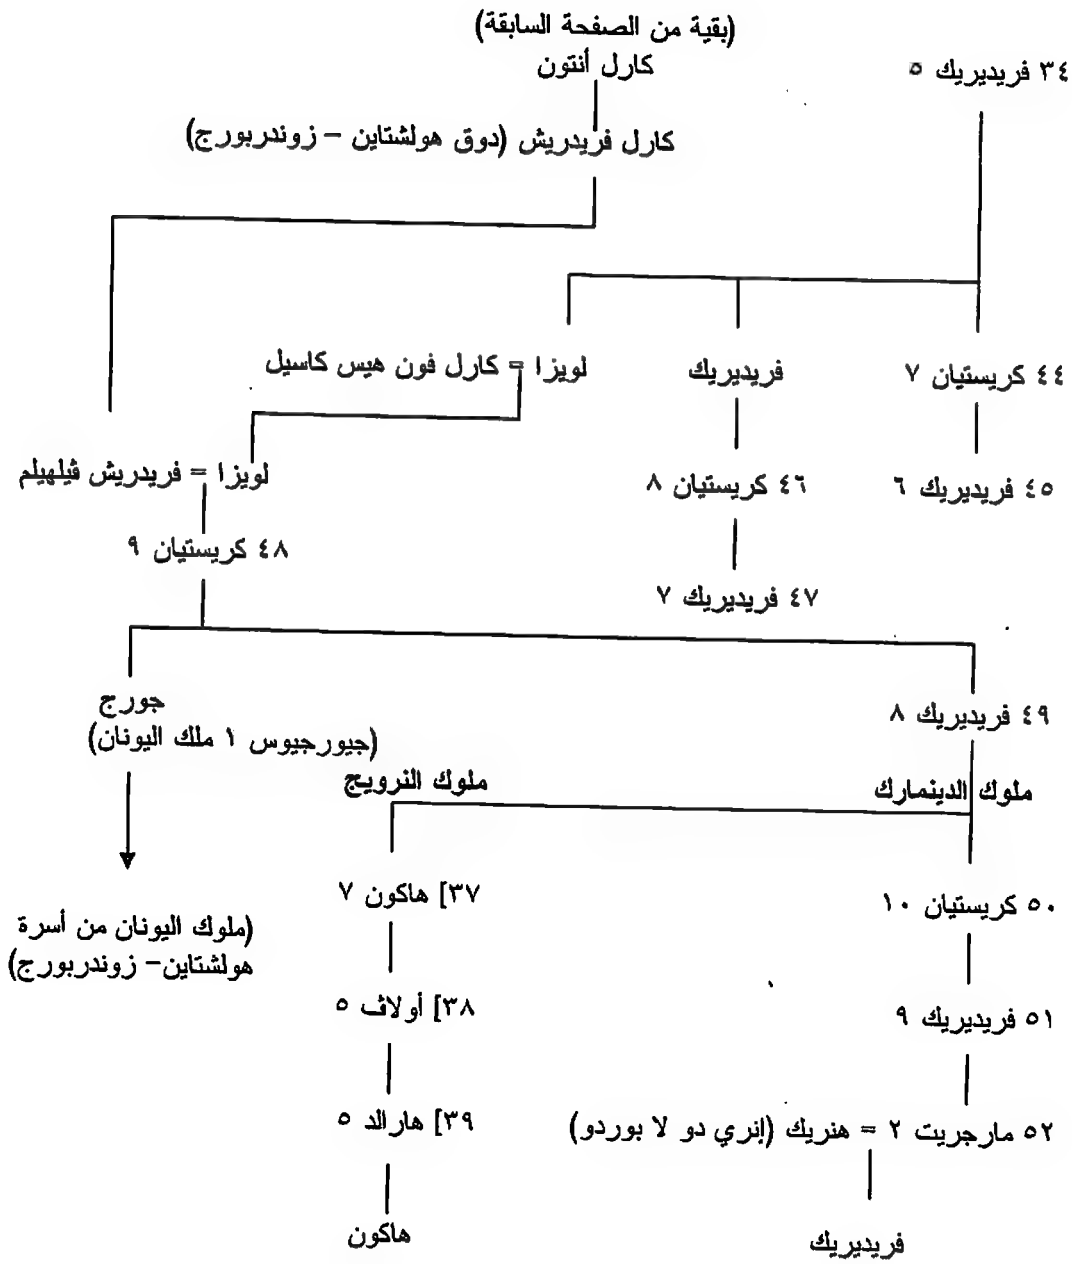 (بقية من الصفحة السابقة)
كارل أنتون
٣٤ فريديريك ٥
كارل فريدريش (دوق هولشتاين – زوندربورج)
لويزا = كارل فون هيس كاسيل
فريديريك
٤٤ كريستيان ٧
لويزا = فريدريش ڤيلهيلم
٤٦ كريستيان ٨
٤٥ فريديريك ٦
٤٨ كريستيان ٩
٤٧ فريديريك ٧
جورج
(جيورجيوس ١ ملك اليونان)
٤٩ فريديريك ٨
ملوك النرويج
ملوك الدينمارك
٣٧] هاكون ٧
٥٠ كريستيان ١٠
(ملوك اليونان من أسرة
هولشتاين– زوندربورج)
٣٨] أولاڤ ٥
٥١ فريديريك ٩
٣٩] هارالد ٥
٥٢ مارجريت ٢ = هنريك (إنري دو لا بوردو)
هاكون
فريديريك